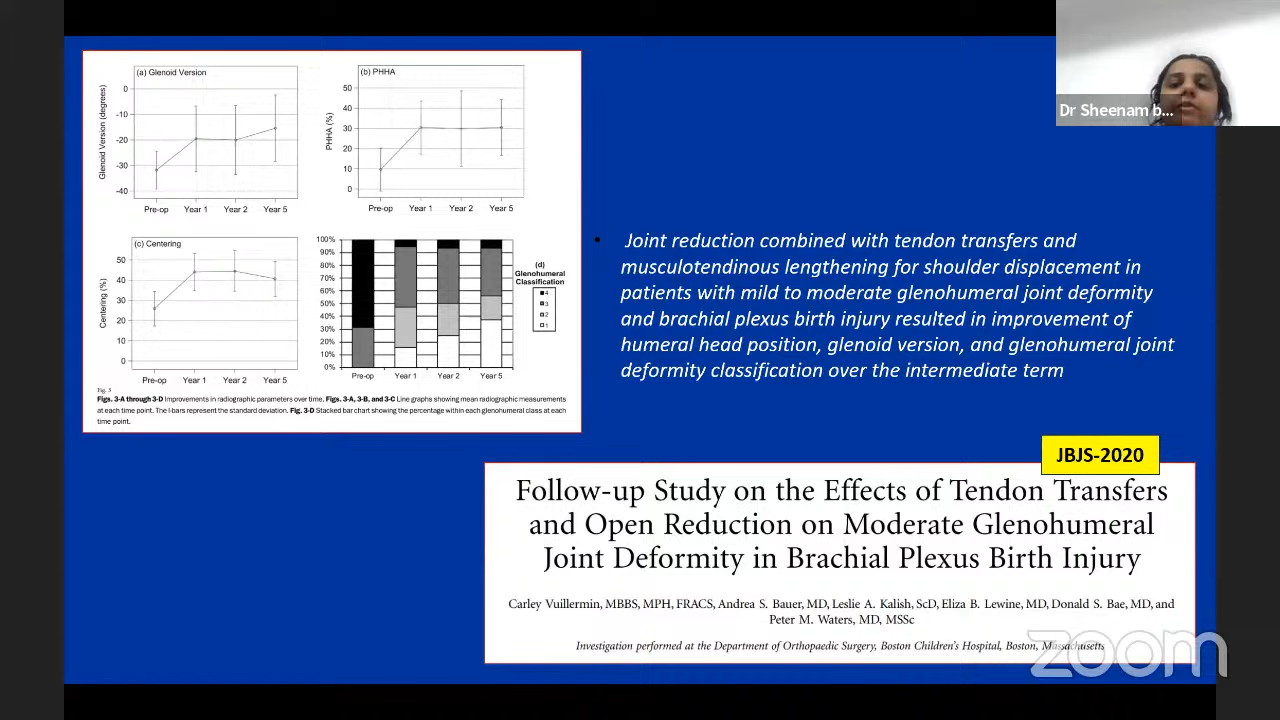 (a) Glenoid Version
Glenoid Version (degrees)
0
-10
-20
-30
-40
Pre-op Year 1 Year 2 Year 5
(b) PHHA
PHHA (%)
50
40
30
20
10
0
Pre-op Year 1 Year 2 Year 5
(c) Centering
Centering (%)
50
40
30
20
10
0
Pre-op Year 1 Year 2 Year 5
100%
90%
80%
70%
60%
50%
40%
30%
20%
10%
0%
Pre-op Year 1 Year 2 Year 5
(d)
Glenohumeral
Classification
4
3
2
1
Fig. 3
Figs. 3-A through 3-D Improvements in radiographic parameters over time. Figs. 3-A, 3-B, and 3-C Line graphs showing mean radiographic measurements
at each time point. The I-bars represent the standard deviation. Fig. 3-D Stacked bar chart showing the percentage within each glenohumeral class at each
time point.
Dr Sheenam b...
• Joint reduction combined with tendon transfers and
musculotendinous lengthening for shoulder displacement in
patients with mild to moderate glenohumeral joint deformity
and brachial plexus birth injury resulted in improvement of
humeral head position, glenoid version, and glenohumeral joint
deformity classification over the intermediate term
JBJS-2020
Follow-up Study on the Effects of Tendon Transfers
and Open Reduction on Moderate Glenohumeral
Joint Deformity in Brachial Plexus Birth Injury
Carley Vuillermin, MBBS, MPH, FRACS, Andrea S. Bauer, MD, Leslie A. Kalish, ScD, Eliza B. Lewine, MD, Donald S. Bae, MD, and
Peter M. Waters, MD, MSSc
Investigation performed at the Department of Orthopaedic Surgery, Boston Children's Hospital, Boston, Massachusetts
zoom